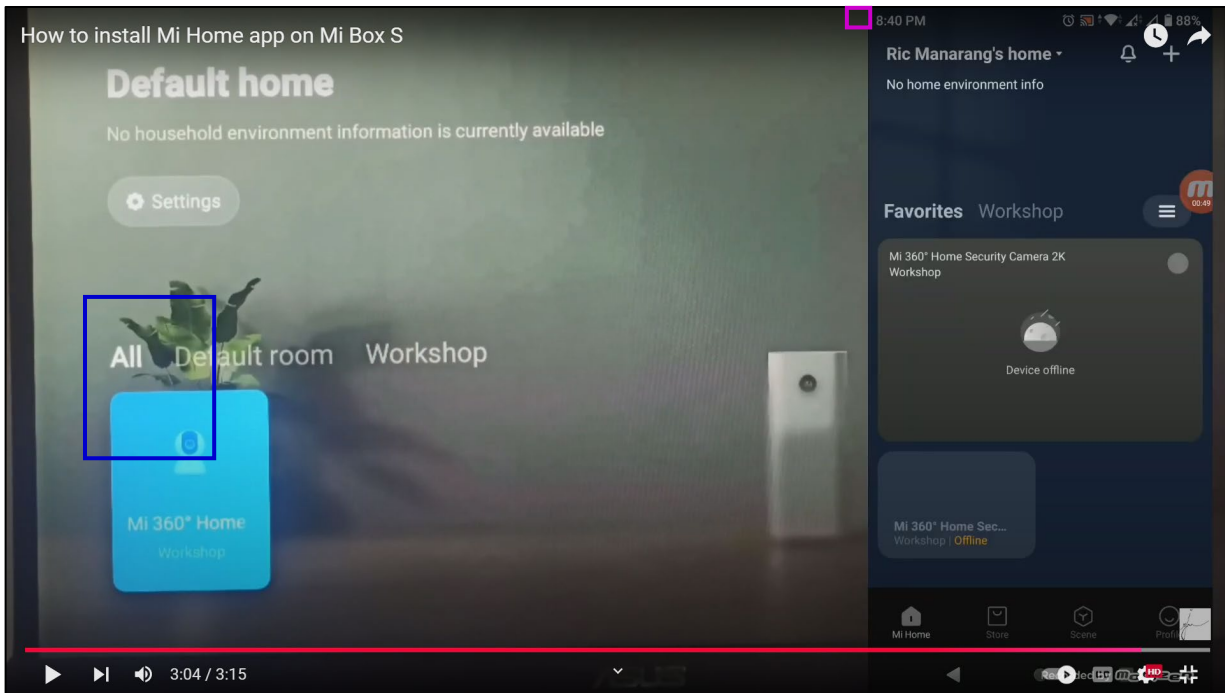 How to install Mi Home app on Mi Box S
Default home
No household environment information is currently available
Settings
All Default room Workshop
Mi 360° Home
Workshop
8:40 PM
88%
Ric Manarang's home
No home environment info
00:49
Favorites Workshop
Mi 360° Home Security Camera 2K
Workshop
Device offline
Mi 360° Home Sec...
Workshop | Offline
Mi Home Store Scene Profile
3:04 / 3:15
ASUS
HD